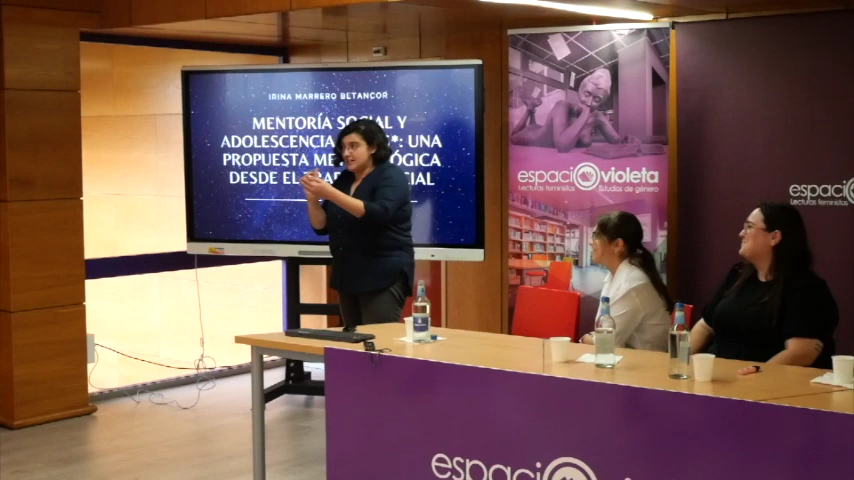 IRINA MARRERO BETANCOR
MENTORÍA SOCIAL Y
ADOLESCENCIA *: UNA
PROPUESTA
DESDE EL
espacio violeta
Lecturas feministas Estudios de género
espacio
Lecturas feministas
espacio